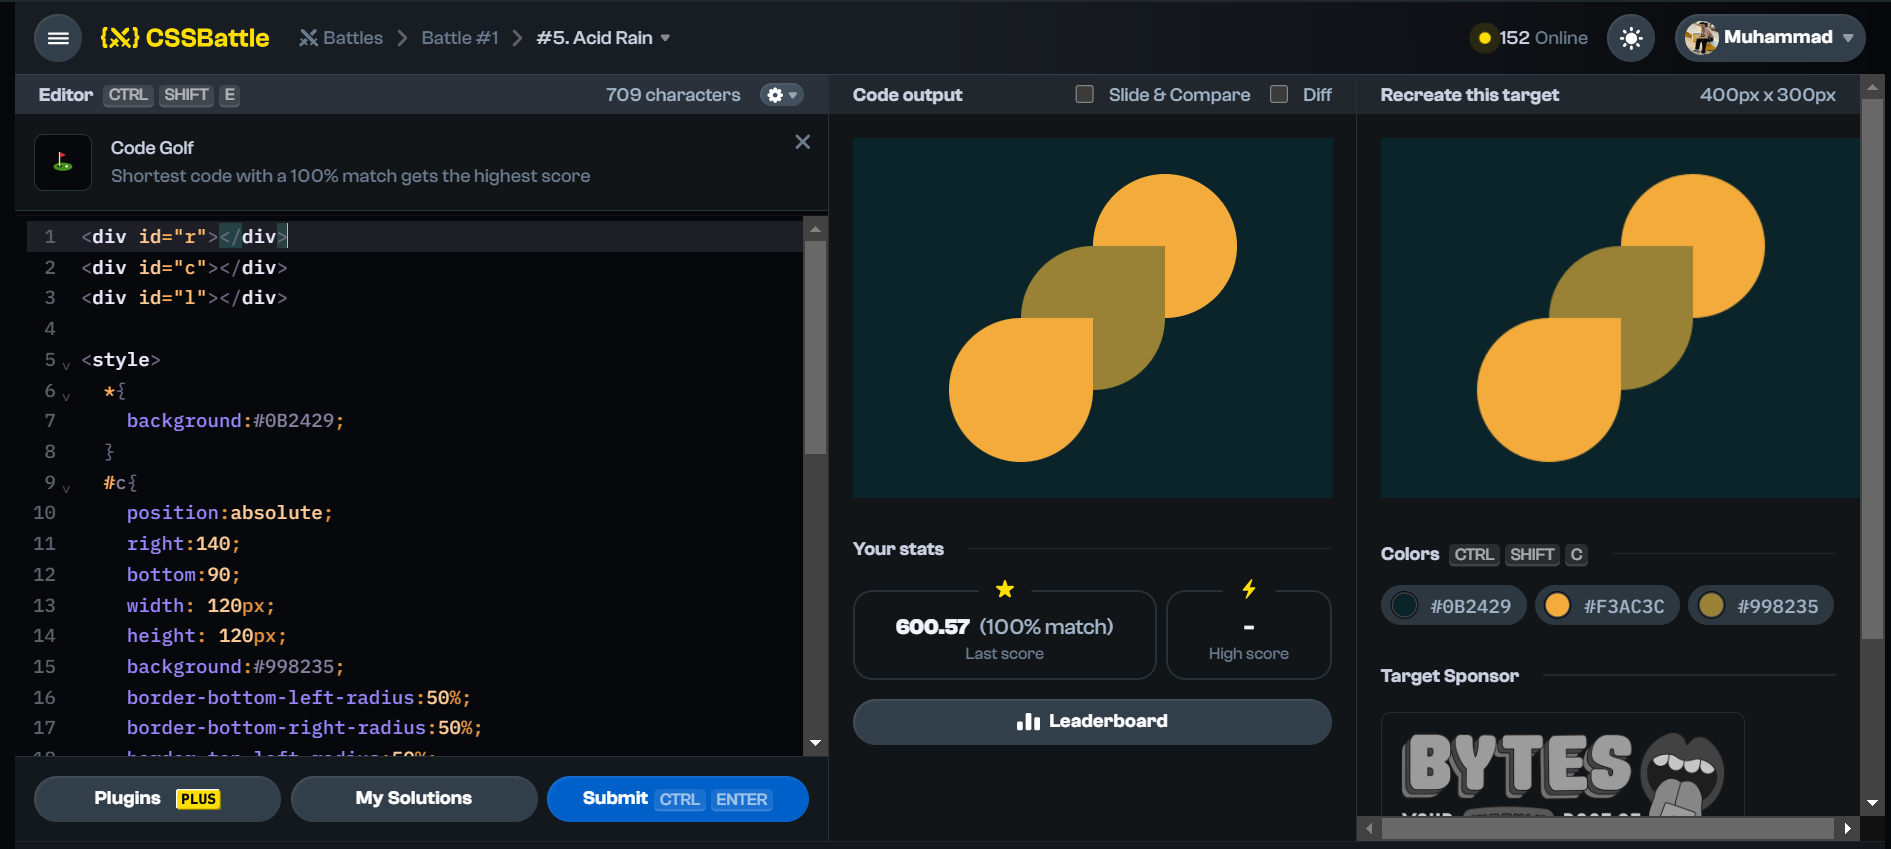 CSSBattle
Battles
Battle #1
#5. Acid Rain
152 Online
Muhammad
Editor CTRL SHIFT E
709 characters
Code Golf
Shortest code with a 100% match gets the highest score
1 <div id="r"></div>
2 <div id="c"></div>
3 <div id="l"></div>
4
5 <style>
6 *{
7 background:#0B2429;
8 }
9 #c{
10 position:absolute;
11 right:140;
12 bottom:90;
13 width: 120px;
14 height: 120px;
15 background:#998235;
16 border-bottom-left-radius:50%;
17 border-bottom-right-radius:50%;
18 border-top-left-radius:50%;
Plugins PLUS
My Solutions
Submit CTRL ENTER
Code output
Slide & Compare
Diff
Your stats
600.57 (100% match)
Last score
-
High score
Leaderboard
Recreate this target
400px x 300px
Colors CTRL SHIFT C
#0B2429
#F3AC3C
#998235
Target Sponsor
BYTES